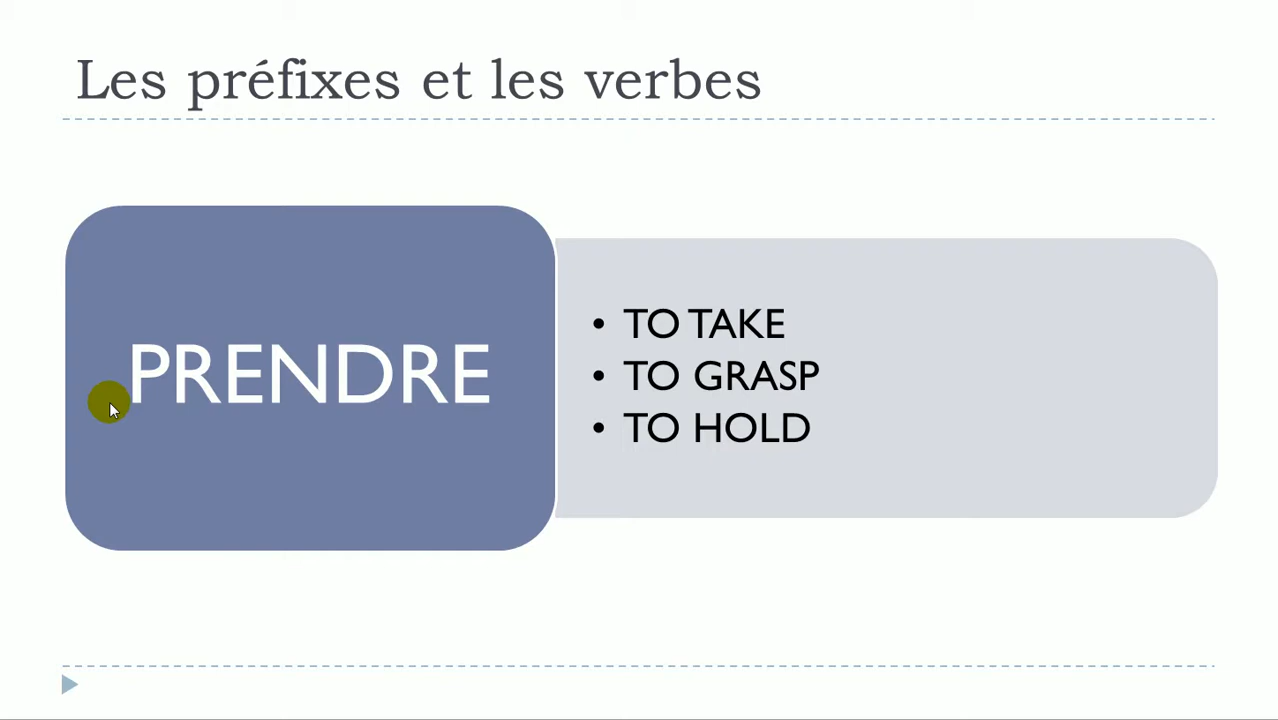 Les préfixes et les verbes
PRENDRE
• TO TAKE
• TO GRASP
• TO HOLD